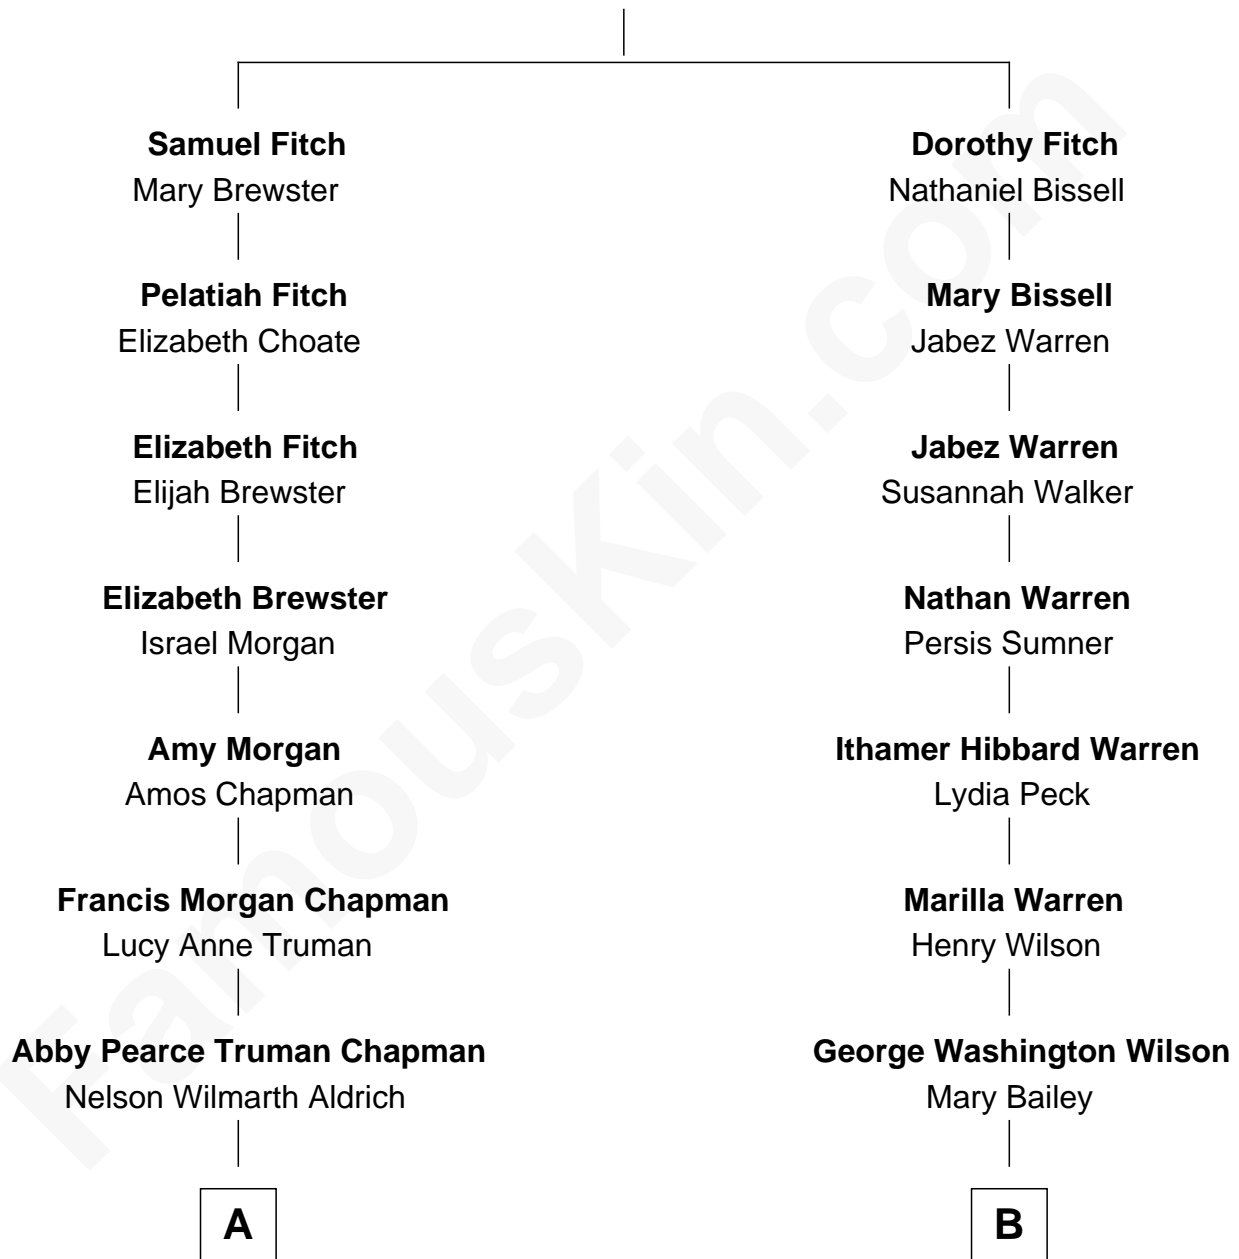 Samuel Fitch
Mary Brewster
Dorothy Fitch
Nathaniel Bissell
Pelatiah Fitch
Elizabeth Choate
Mary Bissell
Jabez Warren
Elizabeth Fitch
Elijah Brewster
Jabez Warren
Susannah Walker
Elizabeth Brewster
Israel Morgan
Nathan Warren
Persis Sumner
Amy Morgan
Amos Chapman
Ithamer Hibbard Warren
Lydia Peck
Francis Morgan Chapman
Lucy Anne Truman
Marilla Warren
Henry Wilson
Abby Pearce Truman Chapman
Nelson Wilmarth Aldrich
George Washington Wilson
Mary Bailey
A
B
FamousKin.com